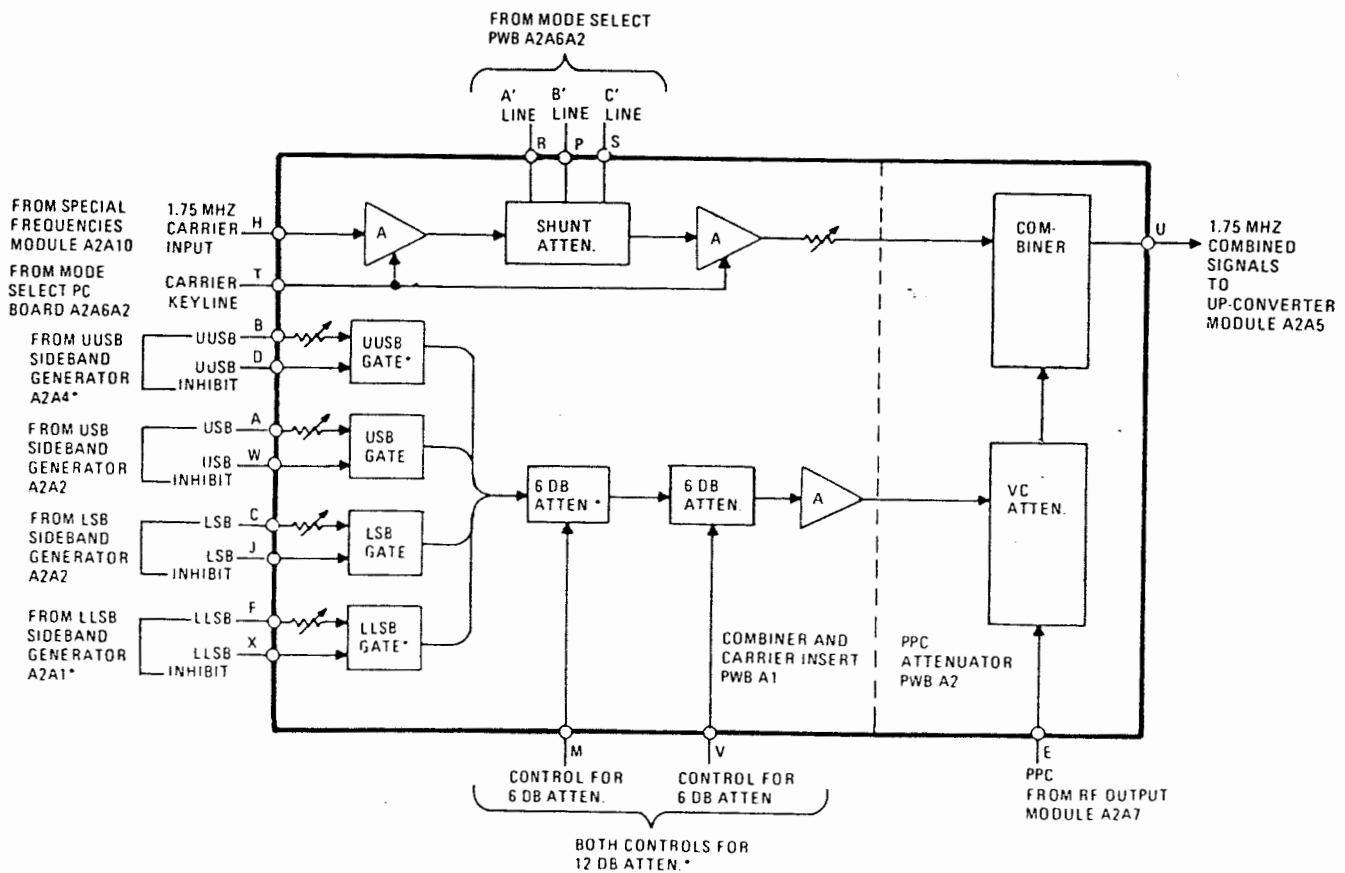 FROM MODE SELECT
PWB A2A6A2
A'
LINE
B'
LINE
C'
LINE
R
P
S
FROM SPECIAL
FREQUENCIES
MODULE A2A10
1.75 MHZ
CARRIER
INPUT
H
A
SHUNT
ATTEN.
A
COM-
BINER
U
1.75 MHZ
COMBINED
SIGNALS
TO
UP-CONVERTER
MODULE A2A5
FROM MODE
SELECT PC
BOARD A2A6A2
CARRIER
KEYLINE
T
FROM UUSB
SIDEBAND
GENERATOR
A2A4*
UUSB
B
UUSB
INHIBIT
D
UUSB
GATE*
FROM USB
SIDEBAND
GENERATOR
A2A2
USB
A
USB
INHIBIT
W
USB
GATE
FROM LSB
SIDEBAND
GENERATOR
A2A2
LSB
C
LSB
INHIBIT
J
LSB
GATE
FROM LLSB
SIDEBAND
GENERATOR
A2A1*
LLSB
F
LLSB
INHIBIT
X
LLSB
GATE*
6 DB
ATTEN*
6 DB
ATTEN.
A
VC
ATTEN.
COMBINER AND
CARRIER INSERT
PWB A1
PPC
ATTENUATOR
PWB A2
M
V
E
CONTROL FOR
6 DB ATTEN.
CONTROL FOR
6 DB ATTEN
PPC
FROM RF OUTPUT
MODULE A2A7
BOTH CONTROLS FOR
12 DB ATTEN.*